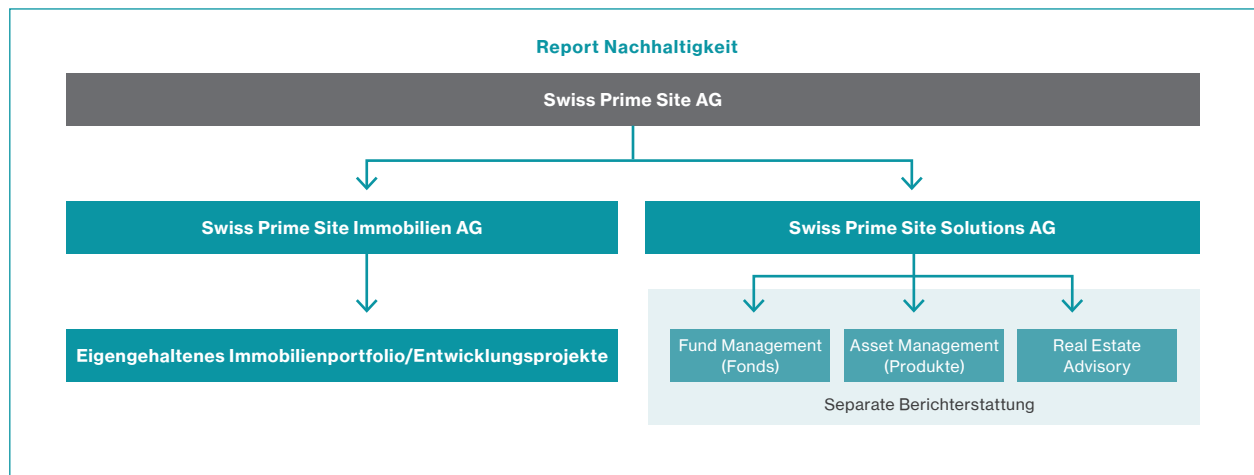 Report Nachhaltigkeit
Swiss Prime Site AG
Swiss Prime Site Immobilien AG
Swiss Prime Site Solutions AG
Eigengehaltenes Immobilienportfolio/Entwicklungsprojekte
Fund Management
(Fonds)
Asset Management
(Produkte)
Real Estate
Advisory
Separate Berichterstattung